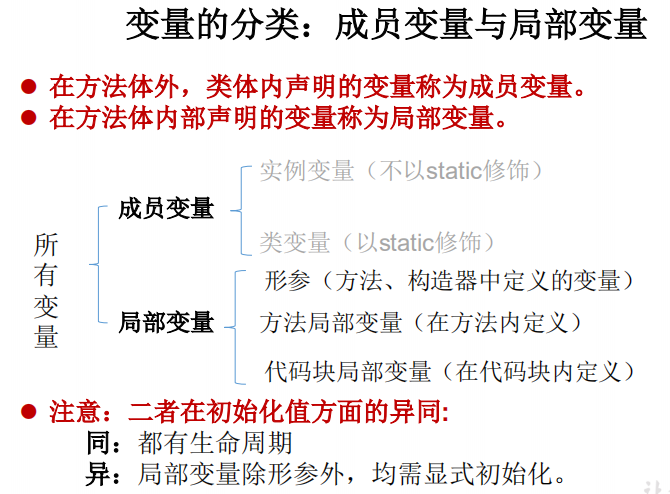 变量的分类：成员变量与局部变量
在方法体外，类体内声明的变量称为成员变量。
在方法体内部声明的变量称为局部变量。
所有变量
成员变量
实例变量（不以static修饰）
类变量（以static修饰）
局部变量
形参（方法、构造器中定义的变量）
方法局部变量（在方法内定义）
代码块局部变量（在代码块内定义）
注意：二者在初始化值方面的异同:
同：都有生命周期
异：局部变量除形参外，均需显式初始化。